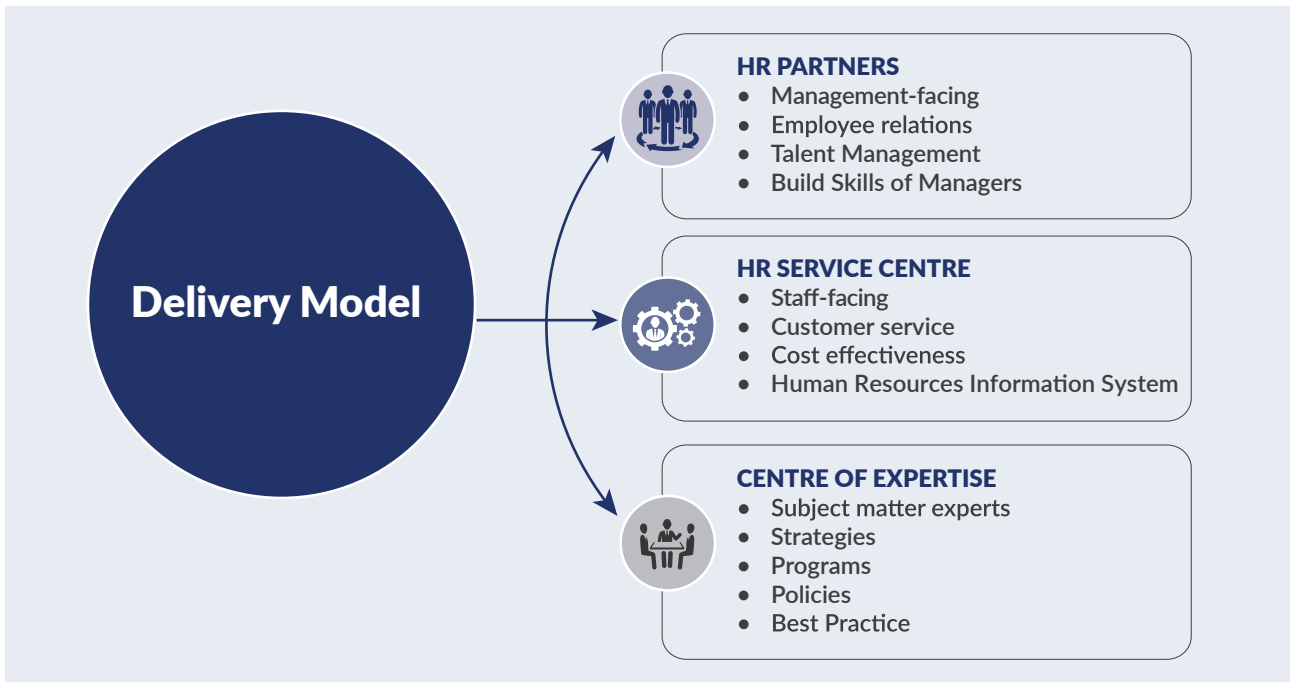 Delivery Model
HR PARTNERS
● Management-facing
● Employee relations
● Talent Management
● Build Skills of Managers
HR SERVICE CENTRE
● Staff-facing
● Customer service
● Cost effectiveness
● Human Resources Information System
CENTRE OF EXPERTISE
● Subject matter experts
● Strategies
● Programs
● Policies
● Best Practice